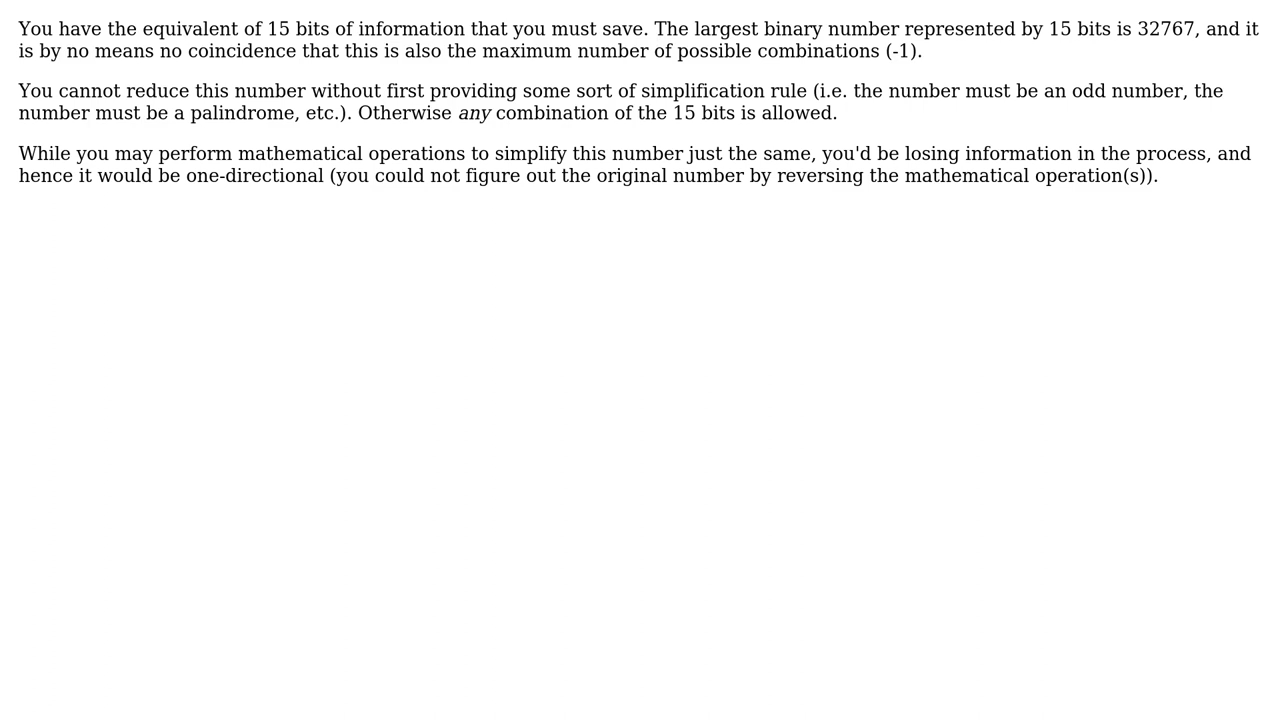 You have the equivalent of 15 bits of information that you must save. The largest binary number represented by 15 bits is 32767, and it
is by no means no coincidence that this is also the maximum number of possible combinations (-1).
You cannot reduce this number without first providing some sort of simplification rule (i.e. the number must be an odd number, the
number must be a palindrome, etc.). Otherwise any combination of the 15 bits is allowed.
While you may perform mathematical operations to simplify this number just the same, you'd be losing information in the process, and
hence it would be one-directional (you could not figure out the original number by reversing the mathematical operation(s)).